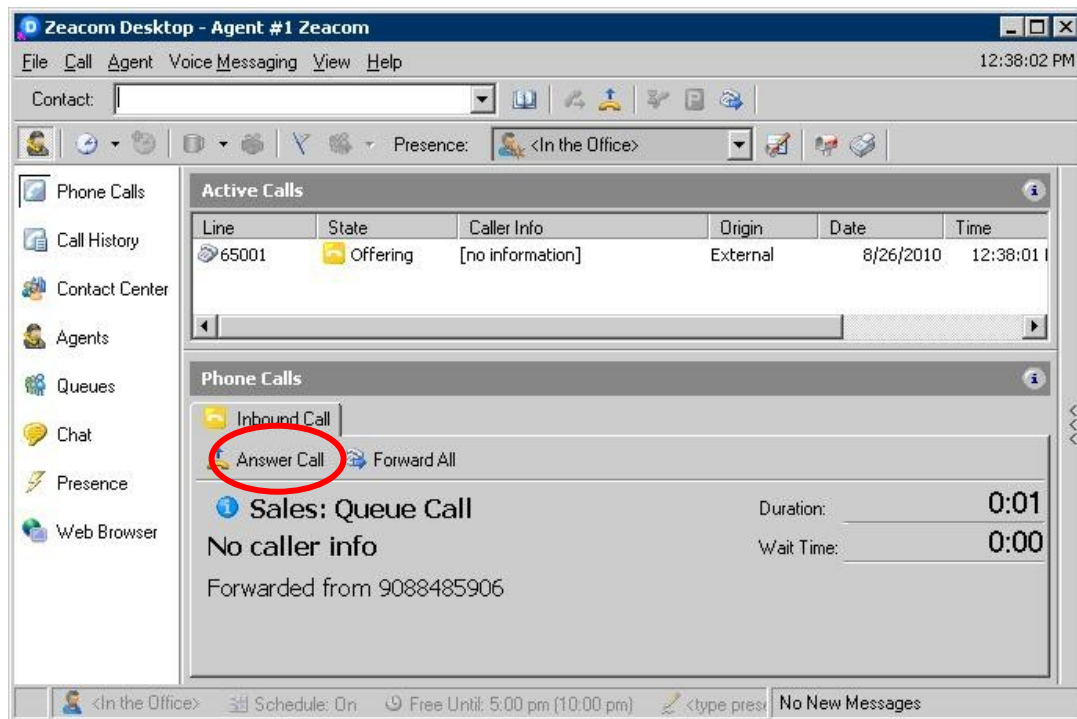 Zeacom Desktop - Agent #1 Zeacom
File Call Agent Voice Messaging View Help 12:38:02 PM
Contact:
Presence: <In the Office>
Phone Calls
Call History
Contact Center
Agents
Queues
Chat
Presence
Web Browser
Active Calls
Line State Caller Info Origin Date Time
65001 Offering [no information] External 8/26/2010 12:38:01
Phone Calls
Inbound Call
Answer Call Forward All
Sales: Queue Call
Duration: 0:01
No caller info
Wait Time: 0:00
Forwarded from 9088485906
<In the Office> Schedule: On Free Until: 5:00 pm (10:00 pm) <type prese No New Messages